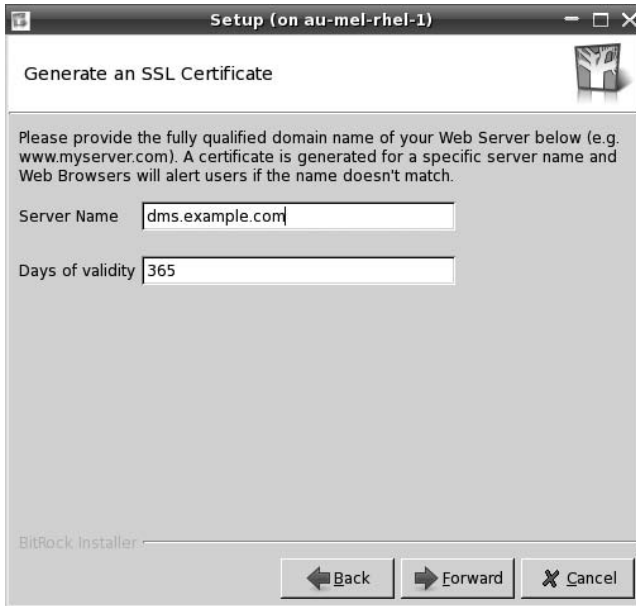 Setup (on au-mel-rhel-1)
Generate an SSL Certificate
Please provide the fully qualified domain name of your Web Server below (e.g.
www.myserver.com). A certificate is generated for a specific server name and
Web Browsers will alert users if the name doesn't match.
Server Name dms.example.com
Days of validity 365
BitRock Installer
Back Forward Cancel